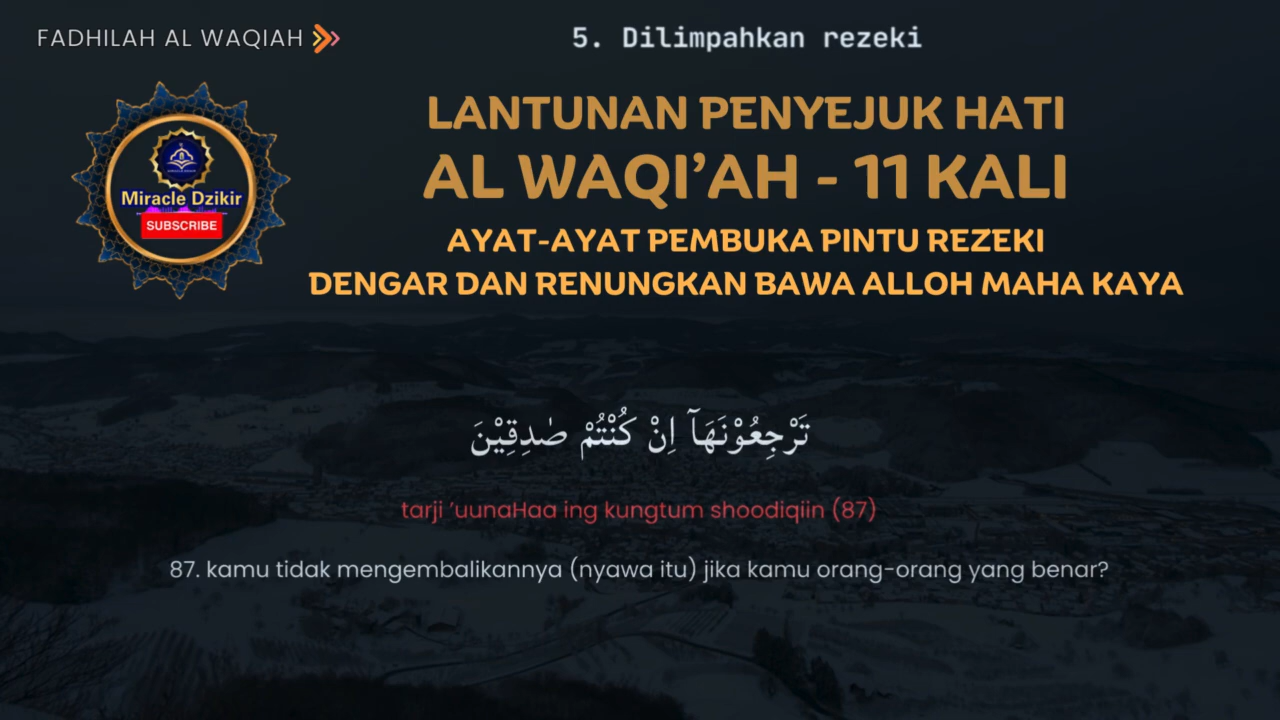 FADHILAH AL WAQIAH
5. Dilimpahkan rezeki
LANTUNAN PENYEJUK HATI
AL WAQI’AH - 11 KALI
AYAT-AYAT PEMBUKA PINTU REZEKI
DENGAR DAN RENUNGKAN BAWA ALLOH MAHA KAYA
Miracle Dzikir
SUBSCRIBE
تَرْجِعُوْنَهَآ اِنْ كُنْتُمْ صٰدِقِيْنَ
tarji ’uunaHaa ing kungtum shoodiqiin (87)
87. kamu tidak mengembalikannya (nyawa itu) jika kamu orang-orang yang benar?